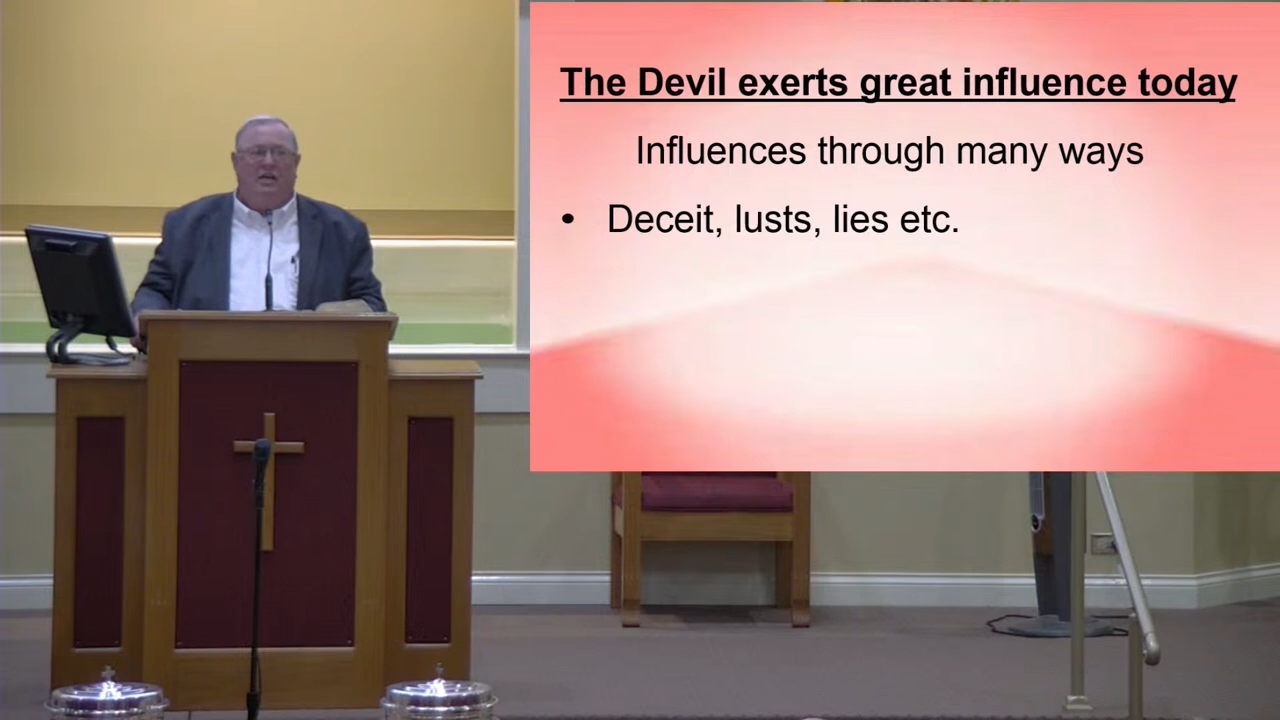 The Devil exerts great influence today
Influences through many ways
• Deceit, lusts, lies etc.